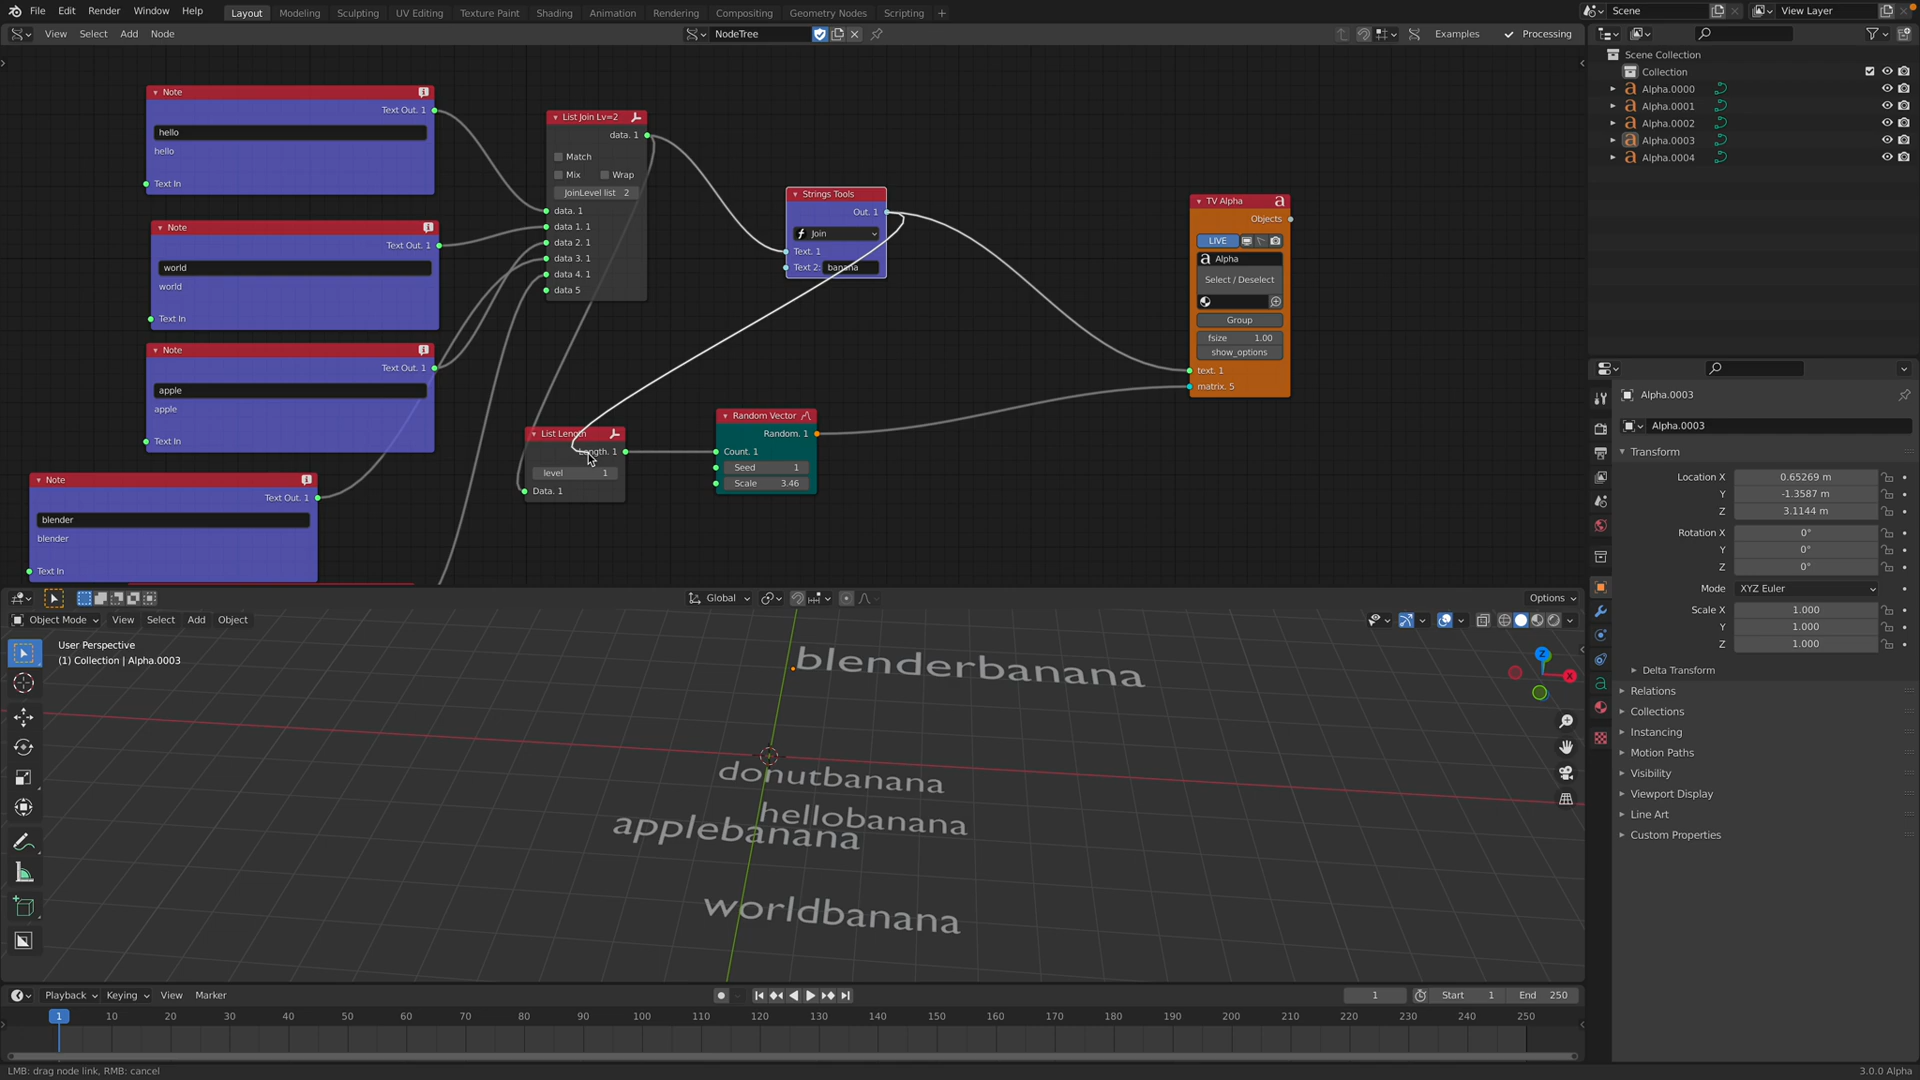 File Edit Render Window Help Layout Modeling Sculpting UV Editing Texture Paint Shading Animation Rendering Compositing Geometry Nodes Scripting + Scene View Layer
View Select Add Node NodeTree Examples Processing
Scene Collection
Collection
Alpha.0000
Alpha.0001
Alpha.0002
Alpha.0003
Alpha.0004
Note
Text Out. 1
hello
hello
Text In
Note
Text Out. 1
world
world
Text In
Note
Text Out. 1
apple
apple
Text In
Note
Text Out. 1
blender
blender
Text In
List Join Lv=2
data. 1
Match
Mix Wrap
JoinLevel list 2
data. 1
data 1. 1
data 2. 1
data 3. 1
data 4. 1
data 5
Strings Tools
Out. 1
Join
Text. 1
Text 2: banana
List Length
Length. 1
level 1
Data. 1
Random Vector
Random. 1
Count. 1
Seed 1
Scale 3.46
TV Alpha
Objects
LIVE
Alpha
Select / Deselect
Group
fsize 1.00
show_options
text. 1
matrix. 5
Alpha.0003
Alpha.0003
Transform
Location X 0.65269 m
Y -1.3587 m
Z 3.1144 m
Rotation X 0°
Y 0°
Z 0°
Mode XYZ Euler
Scale X 1.000
Y 1.000
Z 1.000
Delta Transform
Relations
Collections
Instancing
Motion Paths
Visibility
Viewport Display
Line Art
Custom Properties
Global Options
Object Mode View Select Add Object
User Perspective
(1) Collection | Alpha.0003
Z
X
blenderbanana
donutbanana
hellobanana
applebanana
worldbanana
Playback Keying View Marker 1 Start 1 End 250
1 10 20 30 40 50 60 70 80 90 100 110 120 130 140 150 160 170 180 190 200 210 220 230 240 250
LMB: drag node link, RMB: cancel 3.0.0 Alpha